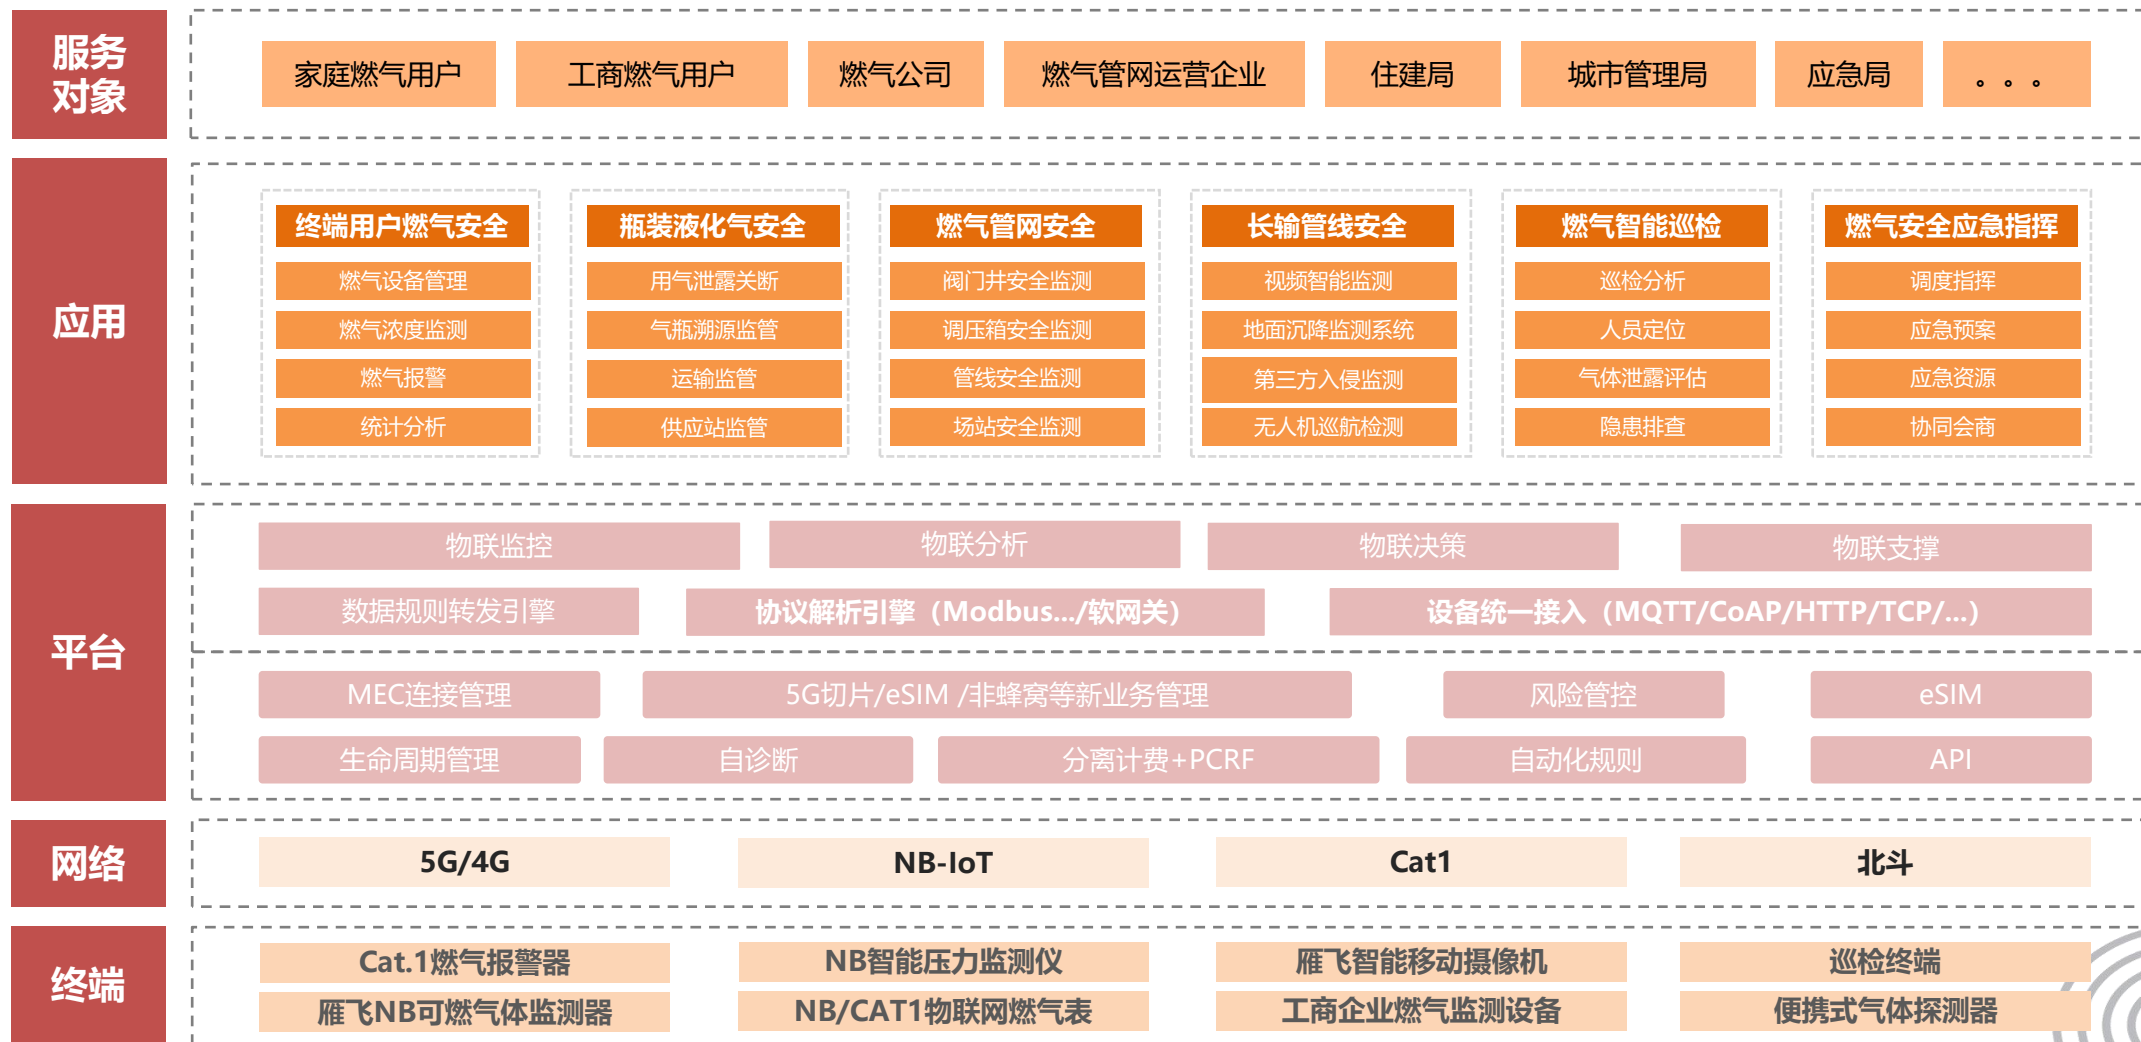 服务
对象
家庭燃气用户
工商燃气用户
燃气公司
燃气管网运营企业
住建局
城市管理局
应急局
。。。
应用
终端用户燃气安全
燃气设备管理
燃气浓度监测
燃气报警
统计分析
瓶装液化气安全
用气泄露关断
气瓶溯源监管
运输监管
供应站监管
燃气管网安全
阀门井安全监测
调压箱安全监测
管线安全监测
场站安全监测
长输管线安全
视频智能监测
地面沉降监测系统
第三方入侵监测
无人机巡航检测
燃气智能巡检
巡检分析
人员定位
气体泄露评估
隐患排查
燃气安全应急指挥
调度指挥
应急预案
应急资源
协同会商
平台
物联监控
物联分析
物联决策
物联支撑
数据规则转发引擎
协议解析引擎（Modbus.../软网关）
设备统一接入（MQTT/CoAP/HTTP/TCP/...）
MEC连接管理
5G切片/eSIM /非蜂窝等新业务管理
风险管控
eSIM
生命周期管理
自诊断
分离计费+PCRF
自动化规则
API
网络
5G/4G
NB-IoT
Cat1
北斗
终端
Cat.1燃气报警器
NB智能压力监测仪
雁飞智能移动摄像机
巡检终端
雁飞NB可燃气体监测器
NB/CAT1物联网燃气表
工商企业燃气监测设备
便携式气体探测器